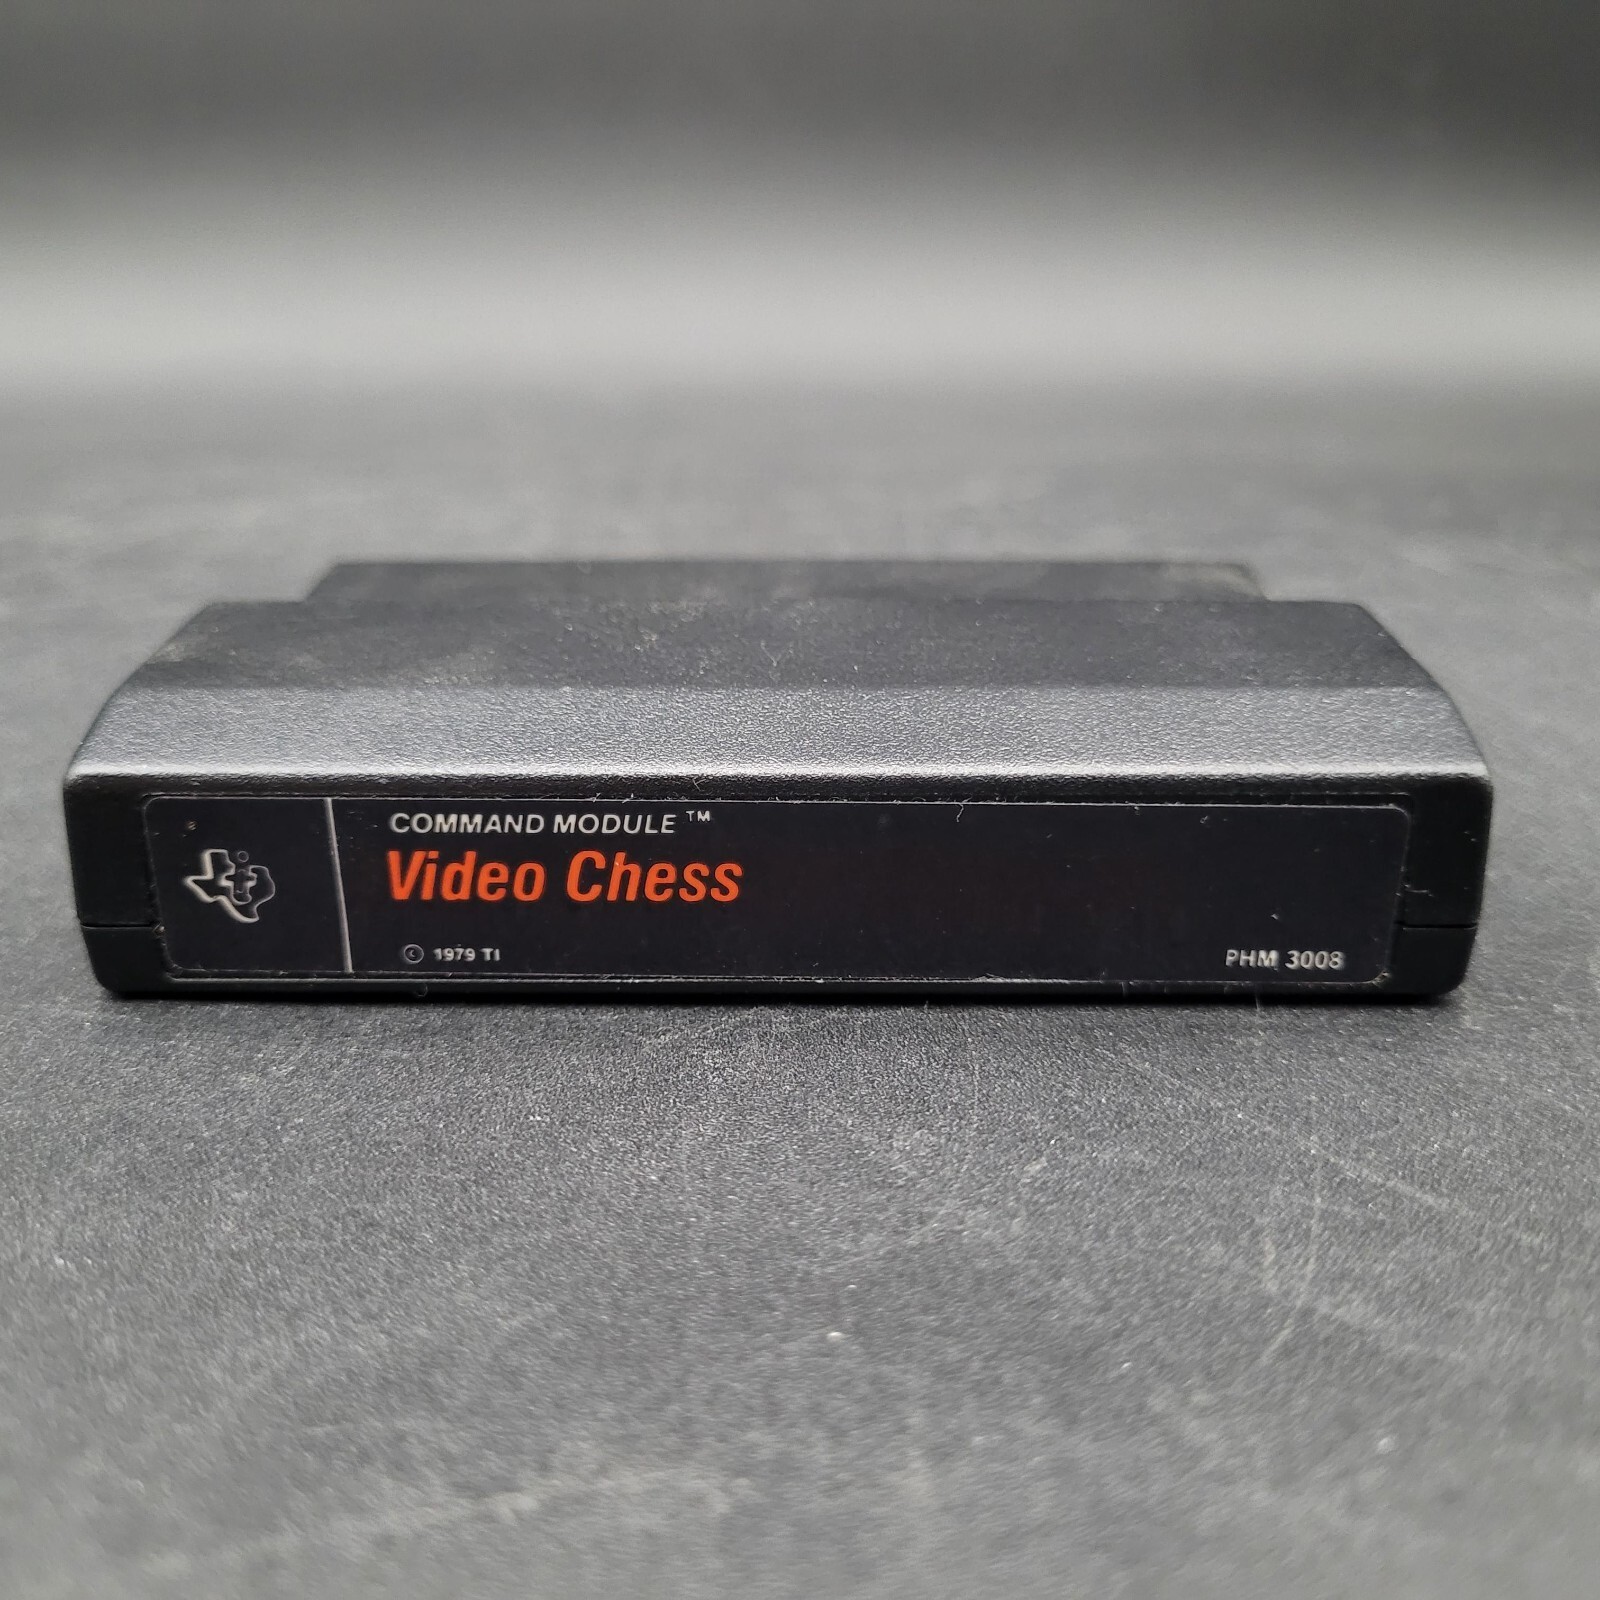 COMMAND MODULE ™
Video Chess
© 1979 TI
PHM 3008